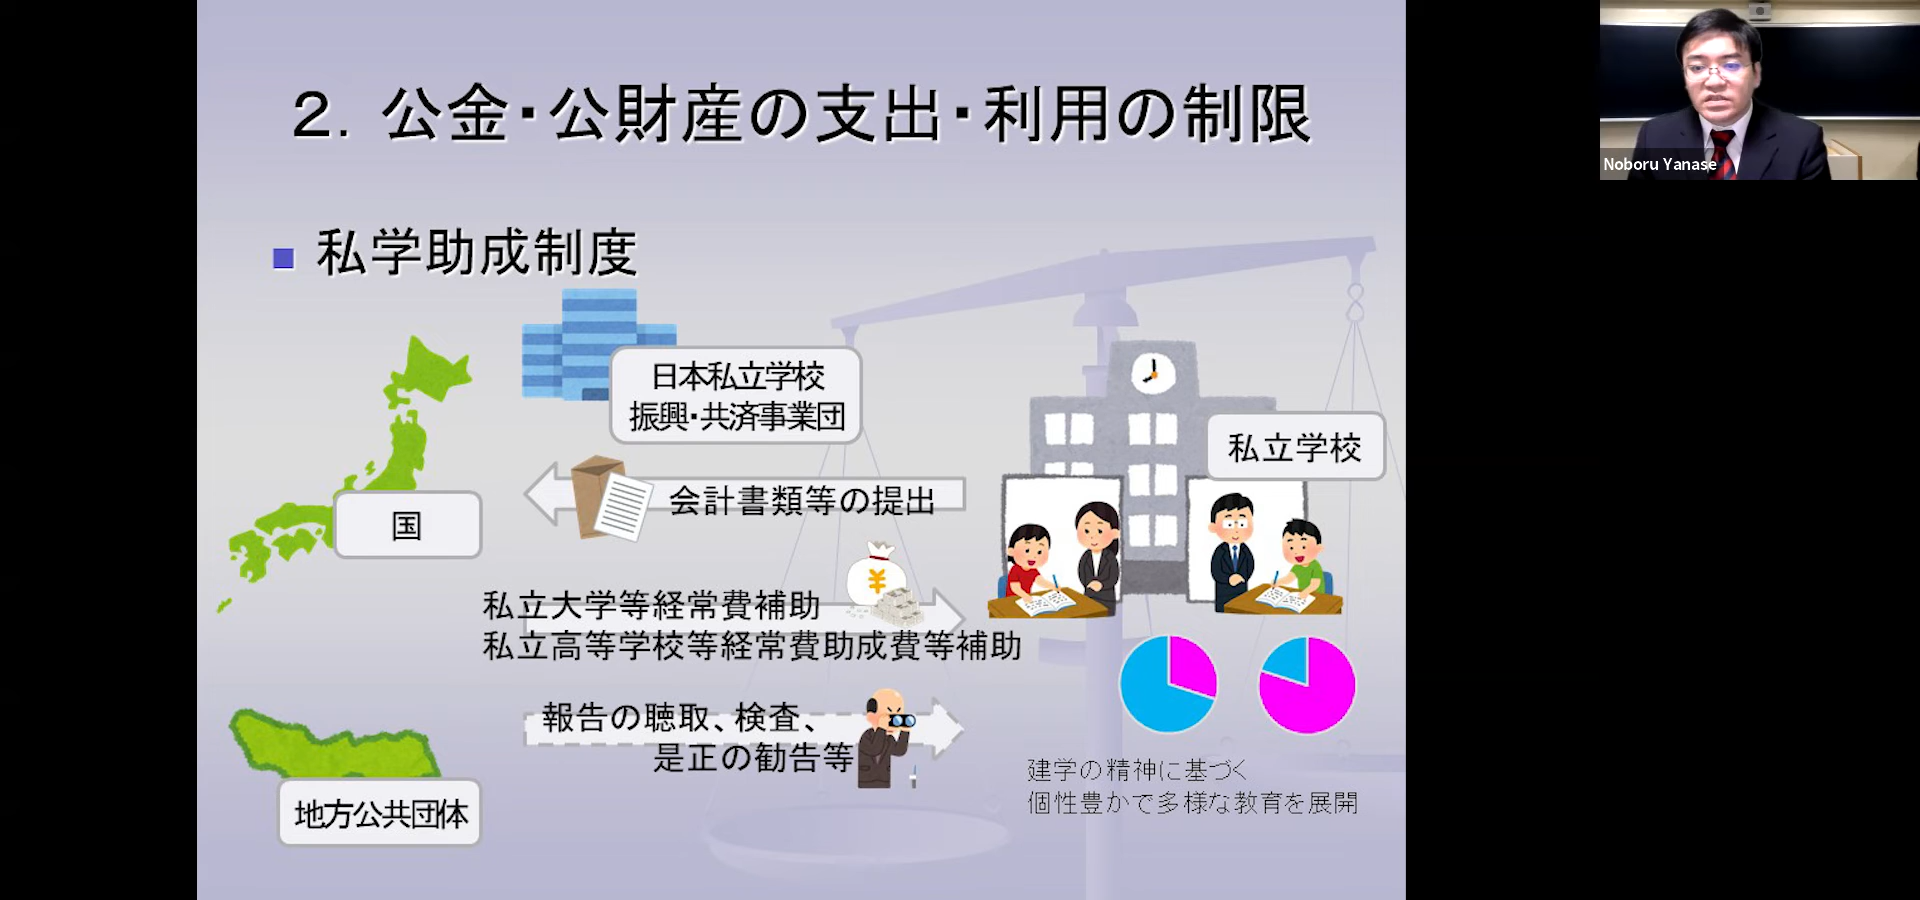 ２．公金・公財産の支出・利用の制限
私学助成制度
日本私立学校
振興・共済事業団
私立学校
国
会計書類等の提出
¥
私立大学等経常費補助
私立高等学校等経常費助成費等補助
報告の聴取、検査、
是正の勧告等
地方公共団体
建学の精神に基づく
個性豊かで多様な教育を展開
Noboru Yanase